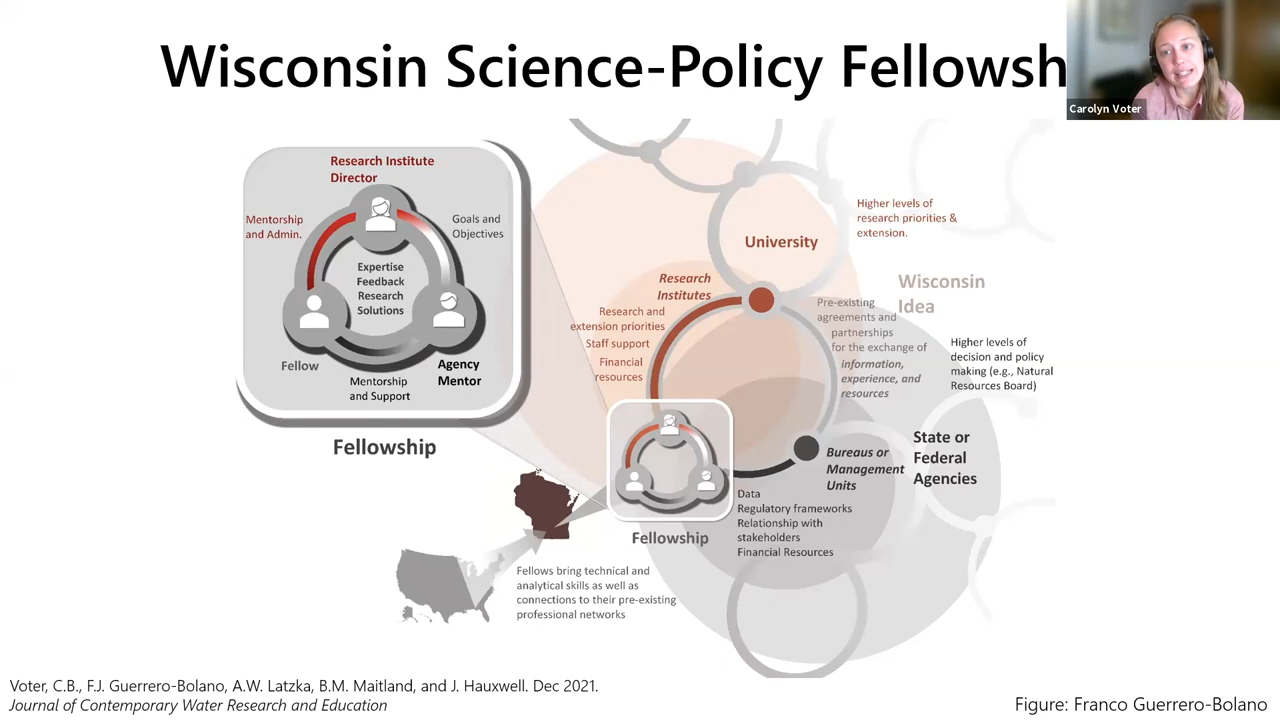 Wisconsin Science-Policy Fellowsh
Carolyn Voter
Research Institute
Director
Mentorship
and Admin.
Goals and
Objectives
Expertise
Feedback
Research
Solutions
Fellow
Agency
Mentor
Mentorship
and Support
Fellowship
Higher levels of
research priorities &
extension.
University
Wisconsin
Idea
Research
Institutes
Research and
extension priorities
Staff support
Financial
resources
Pre-existing
agreements and
partnerships
for the exchange of
information,
experience, and
resources
Higher levels of
decision and policy
making (e.g., Natural
Resources Board)
State or
Federal
Agencies
Bureaus or
Management
Units
Data
Regulatory frameworks
Relationship with
stakeholders
Financial Resources
Fellowship
Fellows bring technical and
analytical skills as well as
connections to their pre-existing
professional networks
Voter, C.B., F.J. Guerrero-Bolano, A.W. Latzka, B.M. Maitland, and J. Hauxwell. Dec 2021.
Journal of Contemporary Water Research and Education
Figure: Franco Guerrero-Bolano